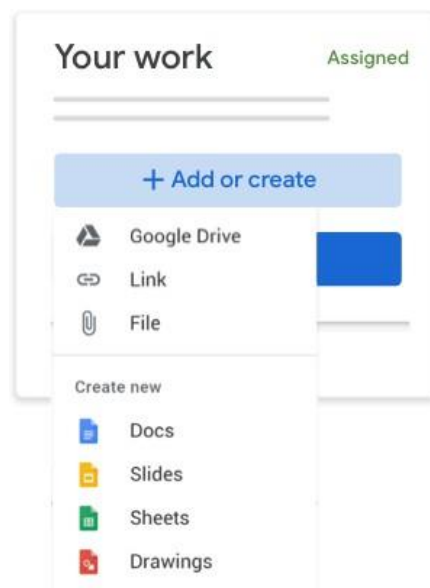 Your work
Assigned
+ Add or create
Google Drive
Link
File
Create new
Docs
Slides
Sheets
Drawings